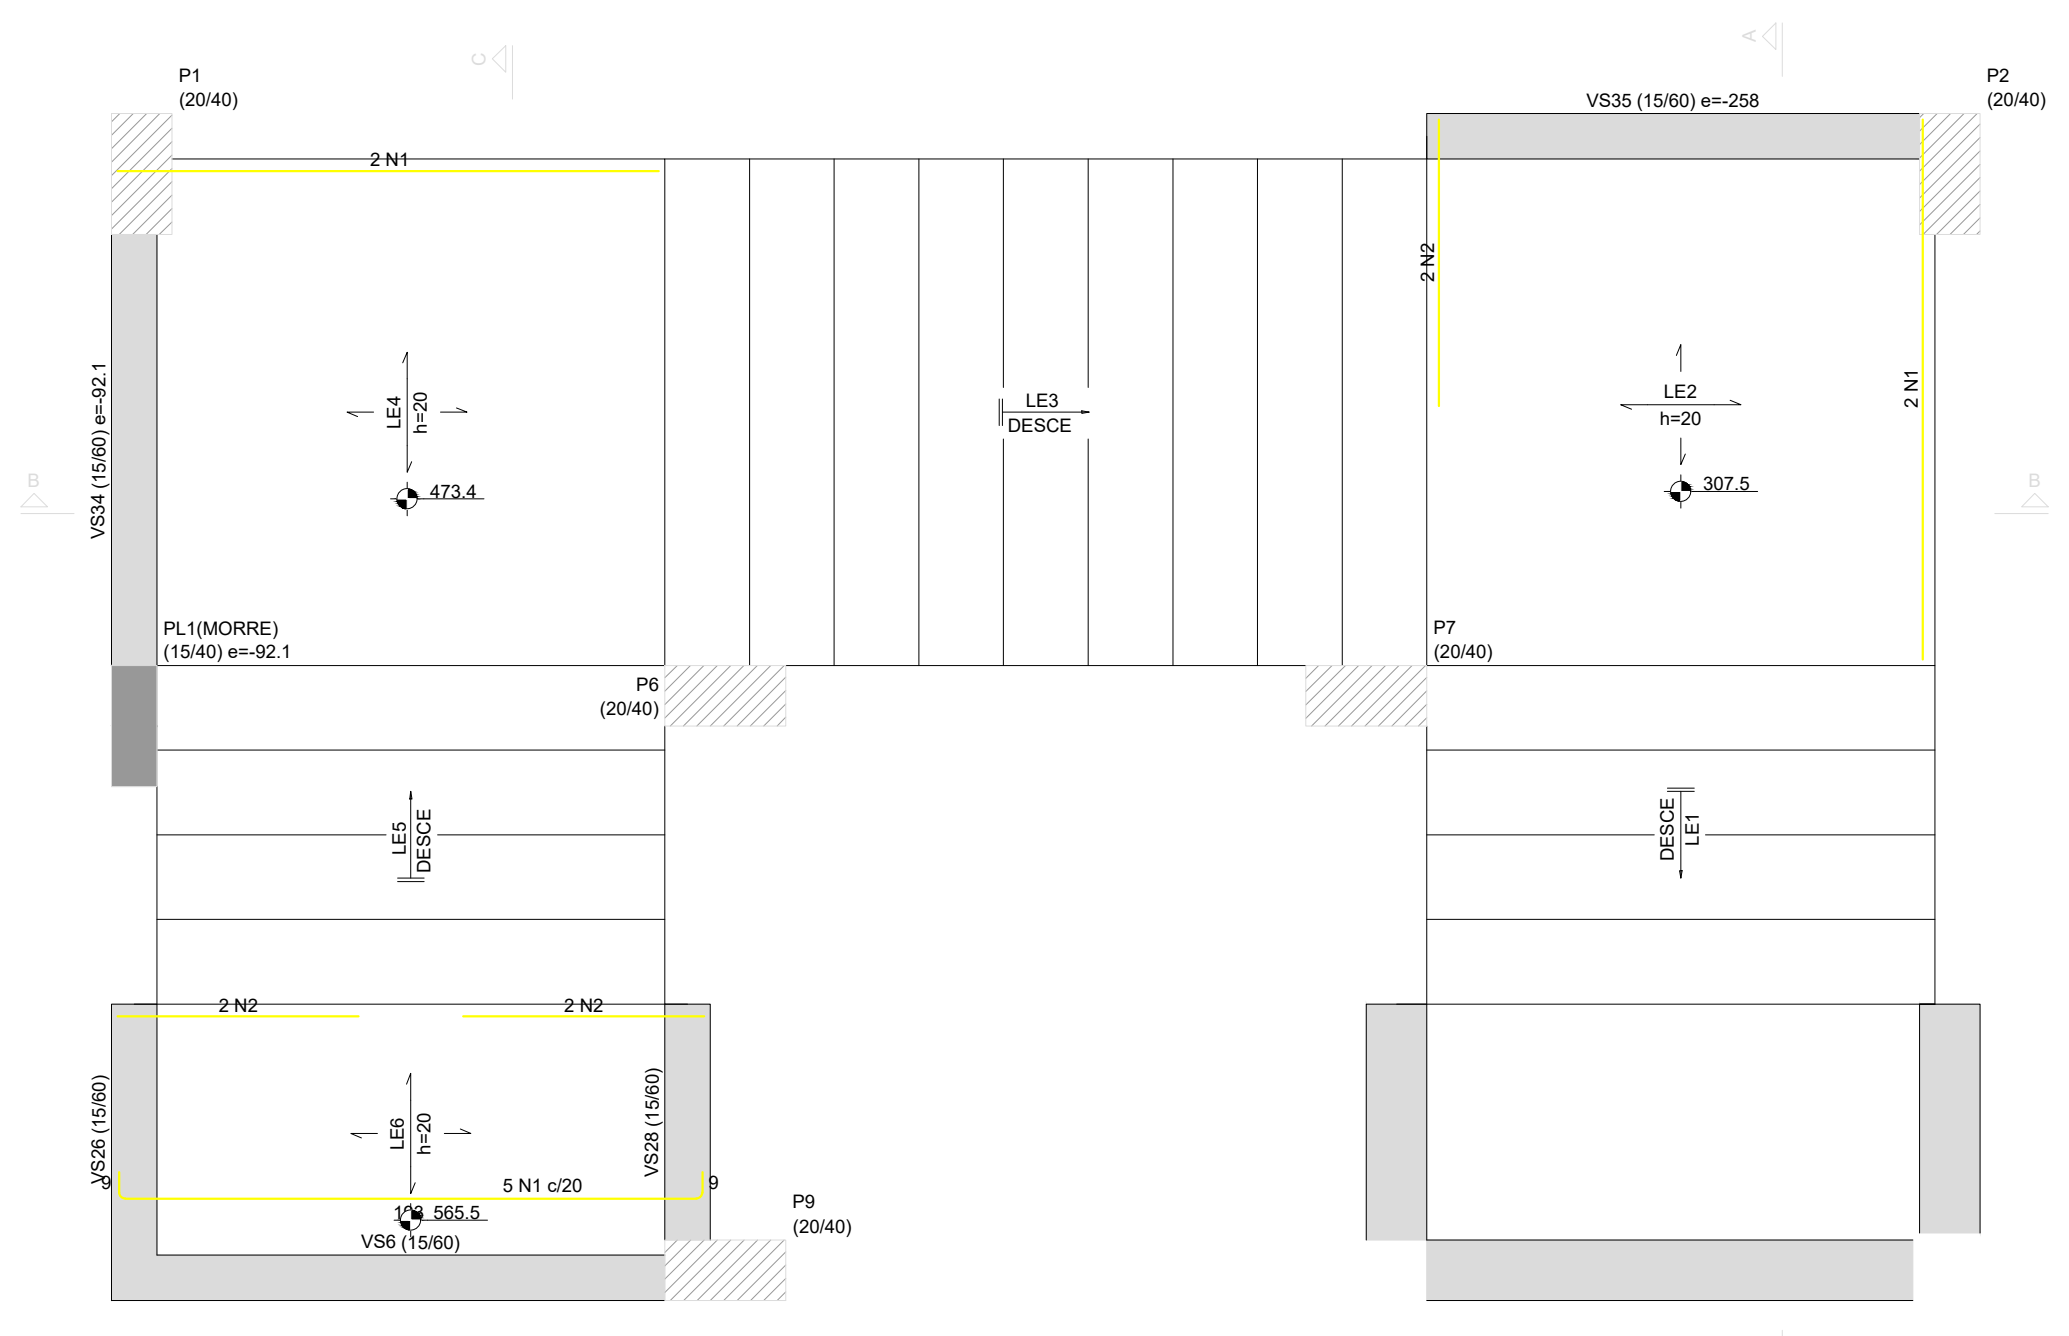 C
A
P1
(20/40)
P2
(20/40)
VS35 (15/60) e=-258
2 N1
2 N2
2 N1
VS34 (15/60) e=-92.1
LE4
h=20
473.4
LE3
DESCE
LE2
h=20
307.5
B
B
PL1(MORRE)
(15/40) e=-92.1
P6
(20/40)
P7
(20/40)
LE5
DESCE
DESCE
LE1
2 N2
2 N2
VS26 (15/60)
LE6
h=20
VS28 (15/60)
9
5 N1 c/20
9
565.5
VS6 (15/60)
P9
(20/40)